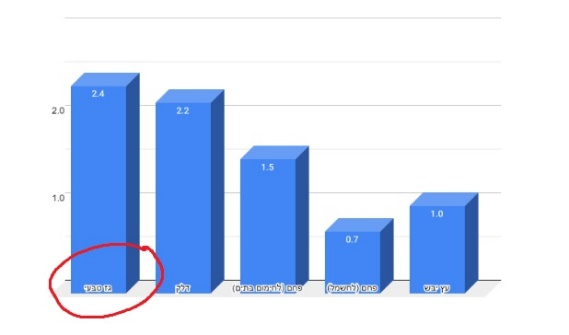 2.4
2.2
2.0
1.5
1.0
1.0
0.7
גז טבעי
דלק
פחם (לחימום בתים)
פחם (לחשמל)
עץ יבש